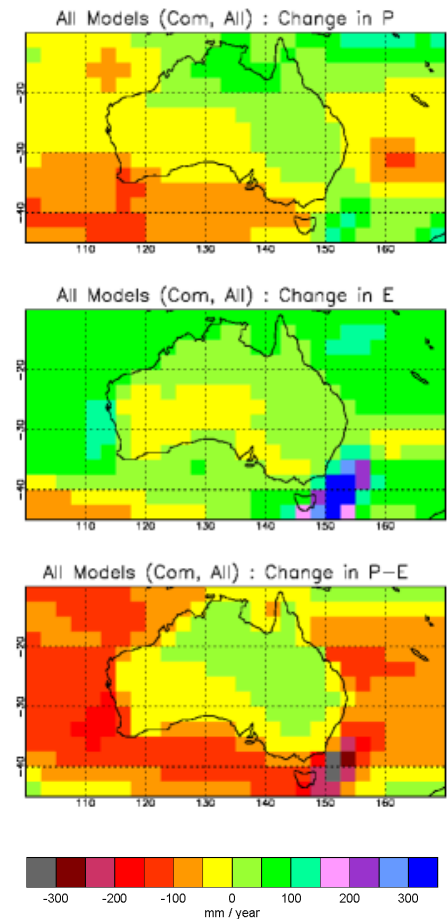 All Models (Com, All) : Change in P
-20
-30
-40
110 120 130 140 150 160
All Models (Com, All) : Change in E
-20
-30
-40
110 120 130 140 150 160
All Models (Com, All) : Change in P-E
-20
-30
-40
110 120 130 140 150 160
-300 -200 -100 0 100 200 300
mm / year